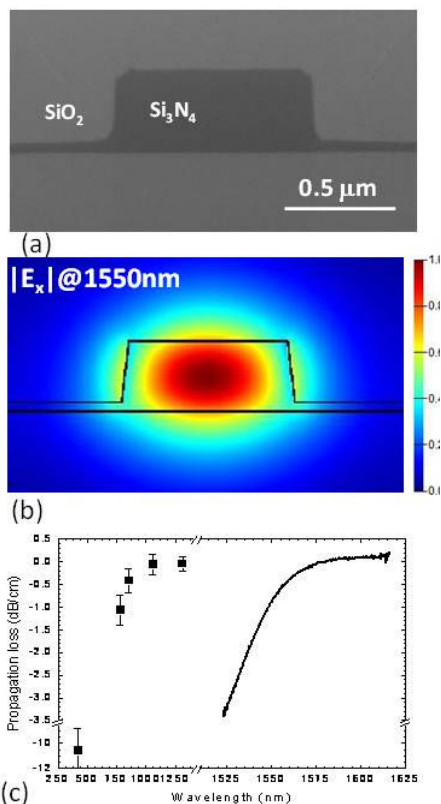 SiO2
Si3N4
0.5 μm
(a)
|Ex|@1550nm
1.0
0.8
0.6
0.4
0.2
0.0
(b)
0.5
0.0
-0.5
-1.0
-1.5
-2.0
-2.5
-3.0
-3.5
-10
-12
Propagation loss (dB/cm)
250 500 750 1000 1250 1525 1550 1575 1600 1625
Wavelength (nm)
(c)